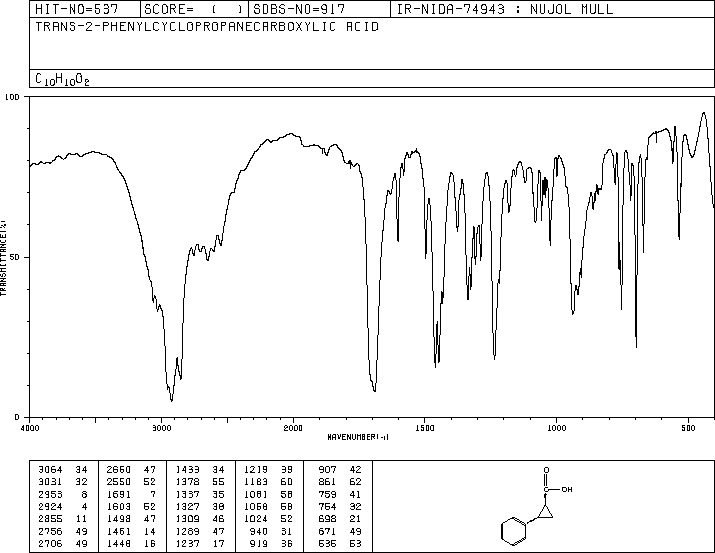 HIT-NO=537 SCORE= ( ) SDBS-NO=917 IR-NIDA-74943 : NUJOL MULL
TRANS-2-PHENYLCYCLOPROPANECARBOXYLIC ACID
C10H10O2
100
TRANSMITTANCE(%)
50
0
4000 3000 2000 1500 1000 500
WAVENUMBER(-1)
3064 34 2660 47 1433 34 1219 39 907 42
3031 32 2550 52 1378 55 1183 60 861 62
2953 8 1691 7 1337 35 1081 58 759 41
2924 4 1603 52 1327 38 1058 58 754 32
2855 11 1498 47 1309 46 1024 52 698 21
2756 49 1461 14 1289 47 940 31 671 49
2706 49 1448 16 1237 17 919 36 535 53
O
C OH